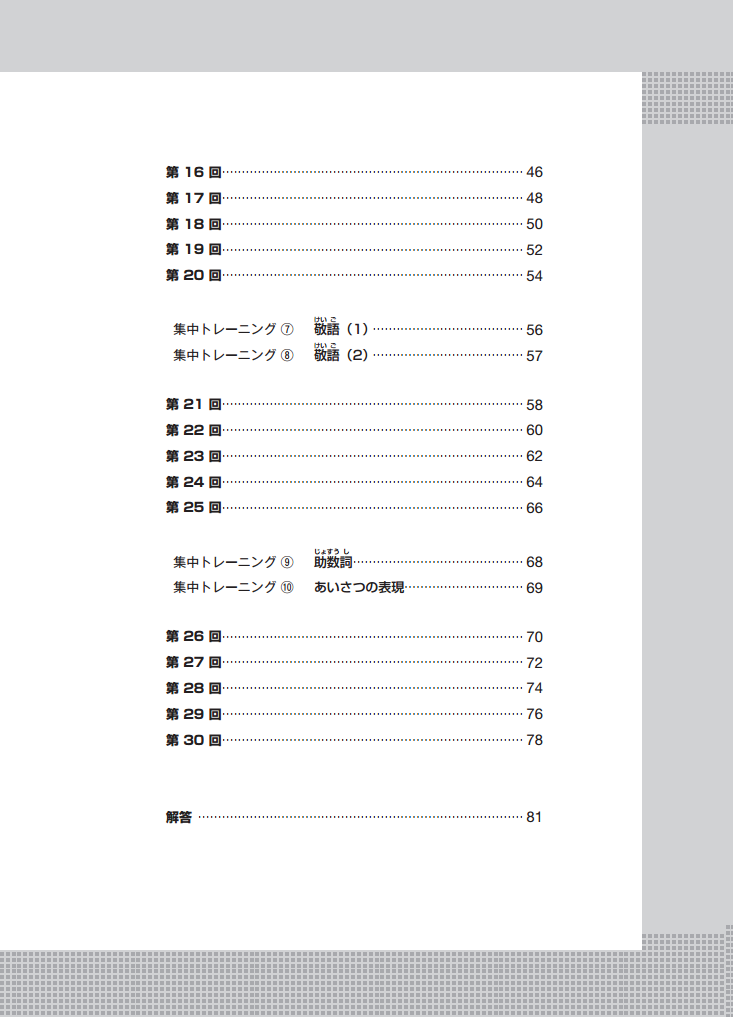 第 16 回 46
第 17 回 48
第 18 回 50
第 19 回 52
第 20 回 54
けい ご
集中トレーニング ⑦ 敬語（1） 56
けい ご
集中トレーニング ⑧ 敬語（2） 57
第 21 回 58
第 22 回 60
第 23 回 62
第 24 回 64
第 25 回 66
じょすう し
集中トレーニング ⑨ 助数詞 68
集中トレーニング ⑩ あいさつの表現 69
第 26 回 70
第 27 回 72
第 28 回 74
第 29 回 76
第 30 回 78
解答 81